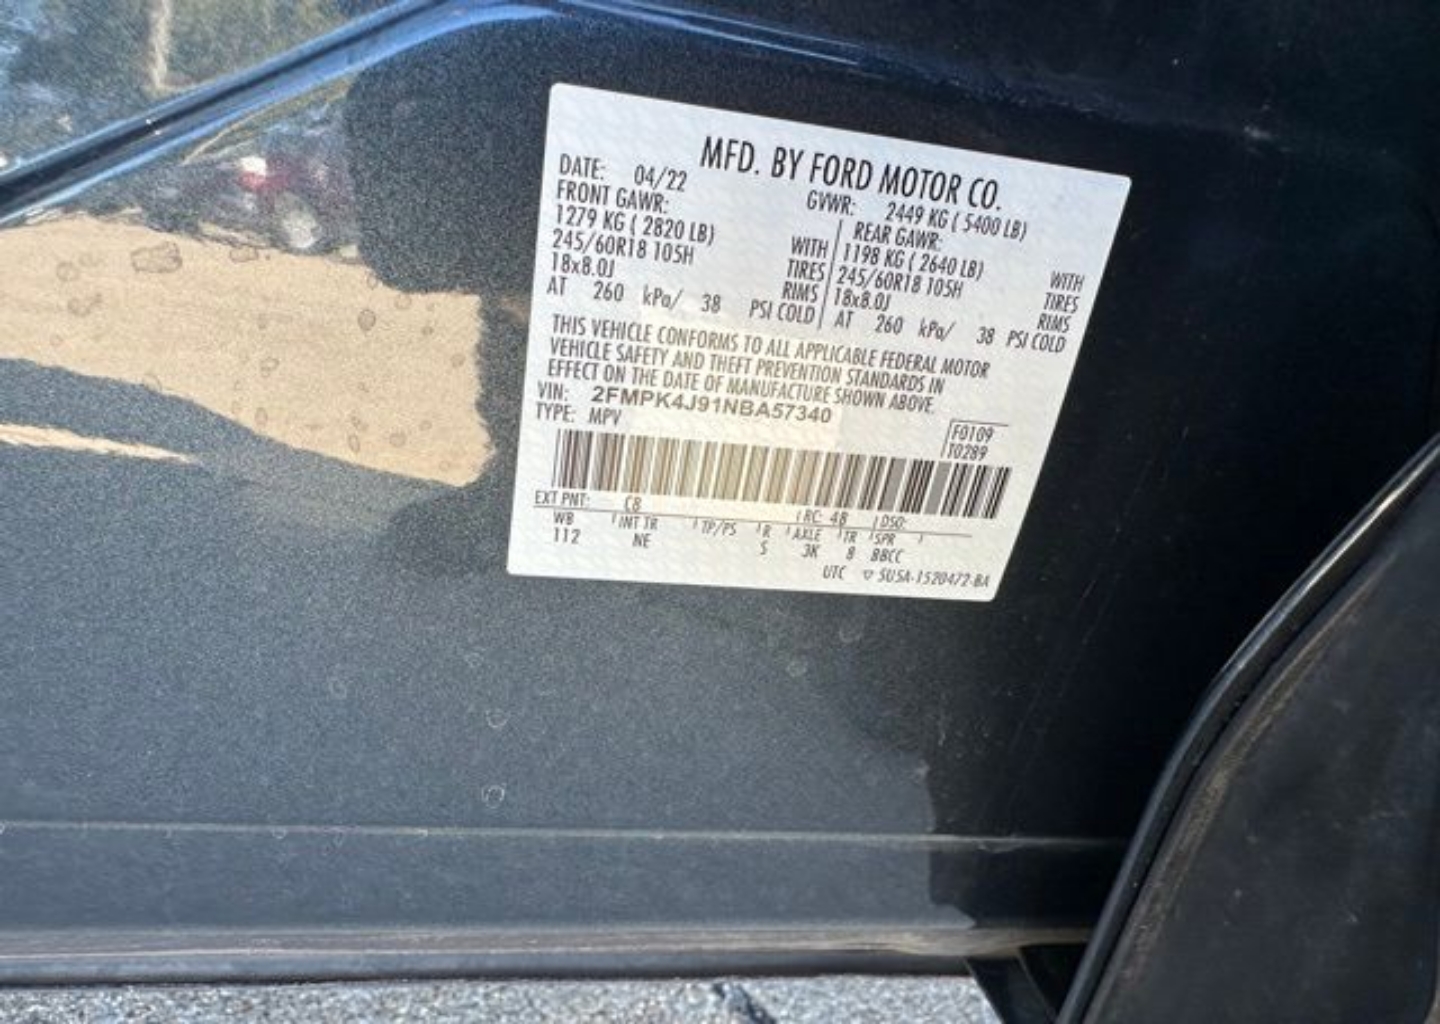 MFD. BY FORD MOTOR CO.
DATE: 04/22 GVWR: 2449 KG ( 5400 LB)
FRONT GAWR: REAR GAWR:
1279 KG ( 2820 LB) WITH 1198 KG ( 2640 LB) WITH
245/60R18 105H TIRES 245/60R18 105H TIRES
18x8.0J RIMS 18x8.0J RIMS
AT 260 kPa/ 38 PSI COLD AT 260 kPa/ 38 PSI COLD
THIS VEHICLE CONFORMS TO ALL APPLICABLE FEDERAL MOTOR
VEHICLE SAFETY AND THEFT PREVENTION STANDARDS IN
EFFECT ON THE DATE OF MANUFACTURE SHOWN ABOVE.
VIN: 2FMPK4J91NBA57340
TYPE: MPV
F0109
T0289
EXT PNT: C8 RC: 48 DSO:
WB INT TR TP/PS R AXLE TR SPR
112 NE S 3K 8 BBCC
UTC ▽ 5U5A-1520472-BA